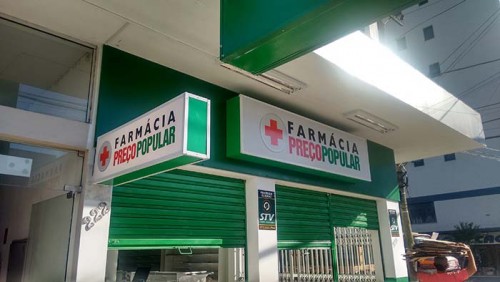 FARMÁCIA
PREÇOPOPULAR
FARMÁCIA
PREÇOPOPULAR
222
STV